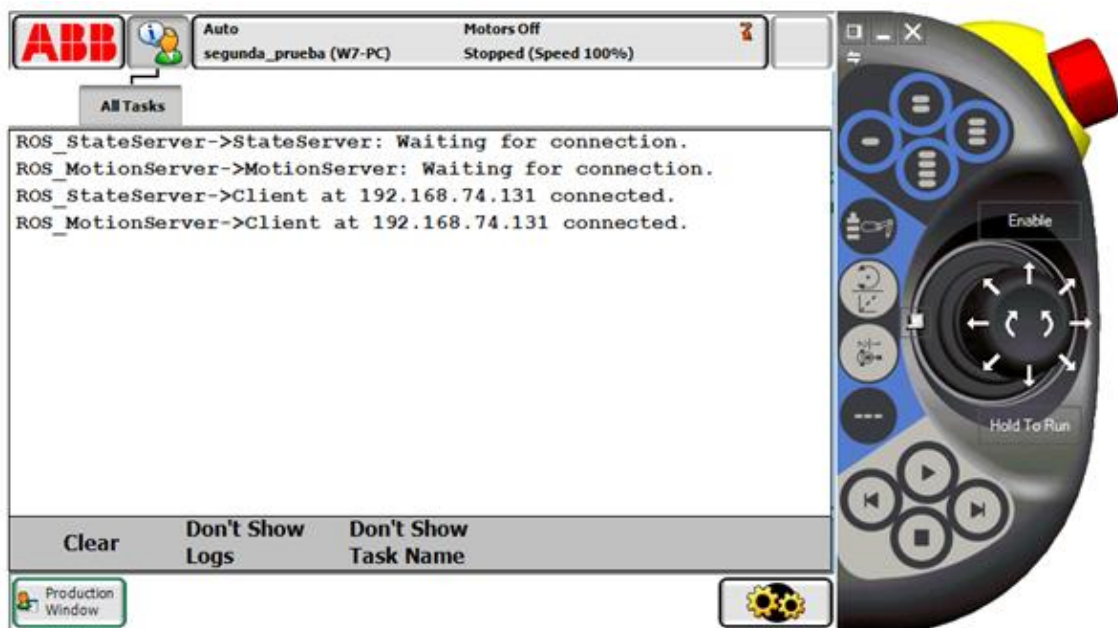 ABB
Auto
segunda_prueba (W7-PC)
Motors Off
Stopped (Speed 100%)
All Tasks
ROS_StateServer->StateServer: Waiting for connection.
ROS_MotionServer->MotionServer: Waiting for connection.
ROS_StateServer->Client at 192.168.74.131 connected.
ROS_MotionServer->Client at 192.168.74.131 connected.
Clear
Don't Show
Logs
Don't Show
Task Name
Production
Window
Enable
Hold To Run